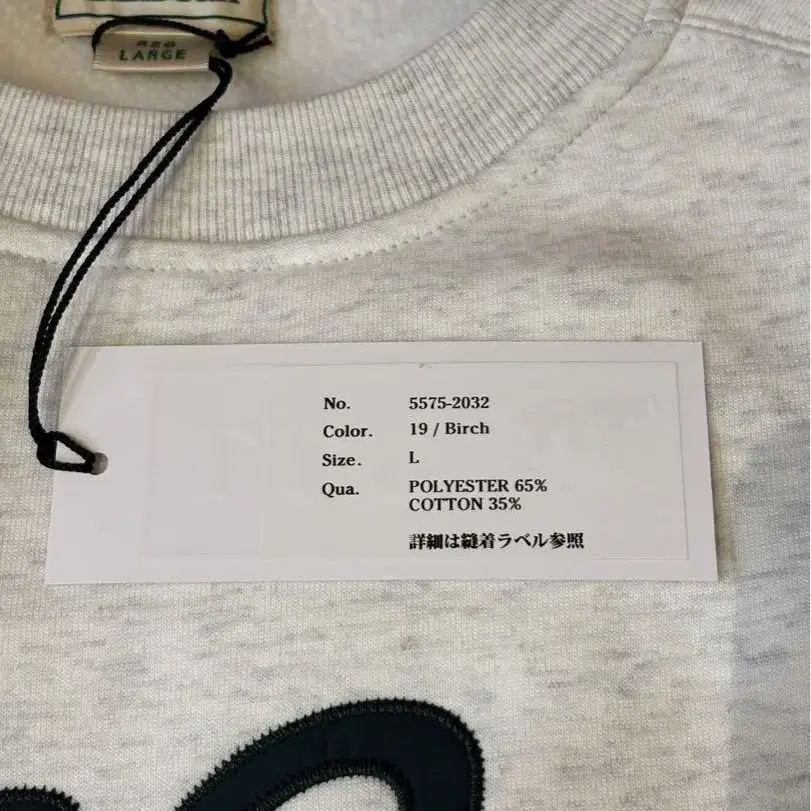 REG
LARGE
No. 5575-2032
Color. 19 / Birch
Size. L
Qua. POLYESTER 65%
COTTON 35%
詳細は縫着ラベル参照